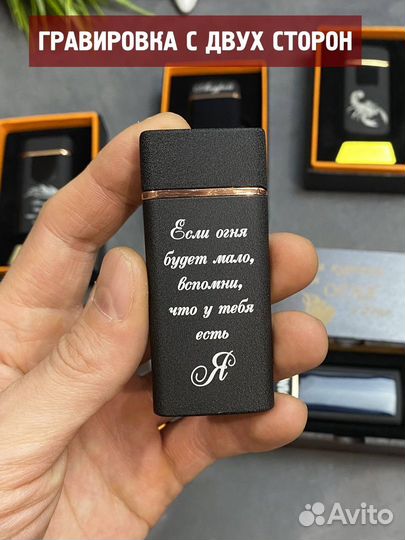 ГРАВИРОВКА С ДВУХ СТОРОН
Если огня
будет мало,
вспомни,
что у тебя
есть
Я
Avito